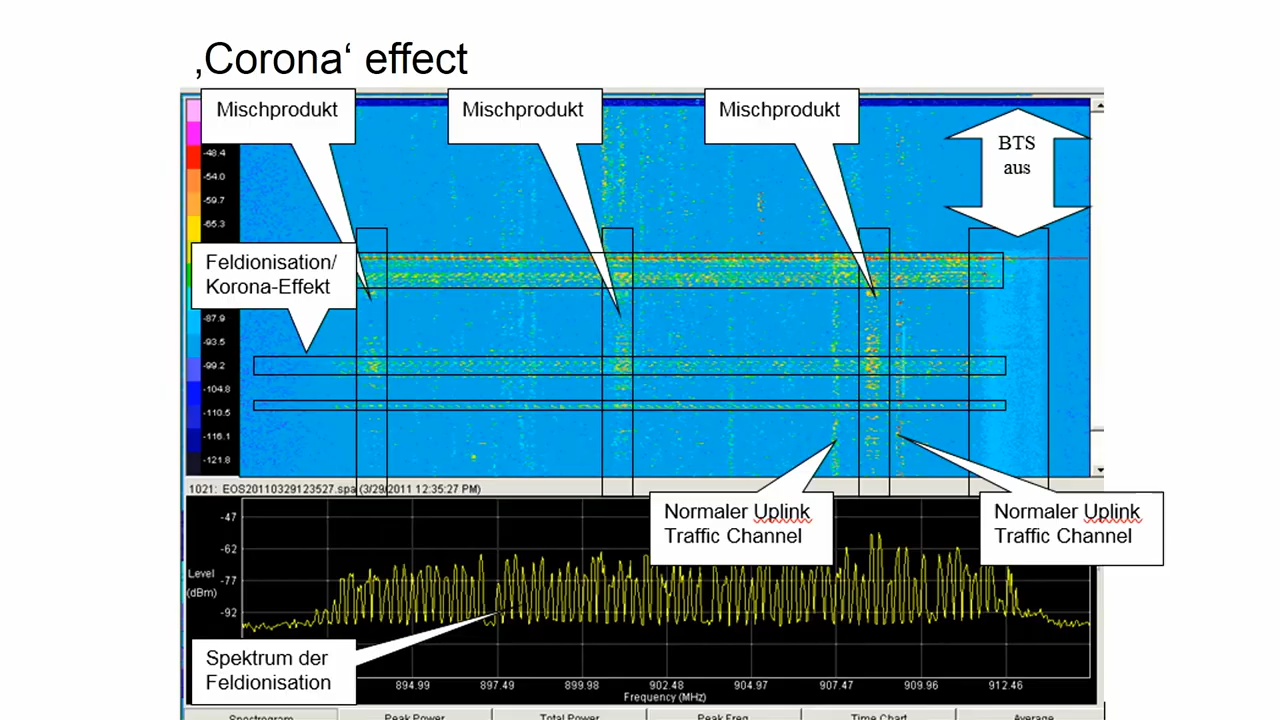 ‚Corona‘ effect
Mischprodukt
Mischprodukt
Mischprodukt
BTS
aus
-48.4
-54.0
-59.7
-65.3
Feldionisation/
Korona-Effekt
-87.9
-93.5
-99.2
-104.8
-110.5
-116.1
-121.8
1021: EOS20110329123527.spa (3/29/2011 12:35:27 PM)
Normaler Uplink
Traffic Channel
Normaler Uplink
Traffic Channel
-47
-62
Level
-77
(dBm)
-92
Spektrum der
Feldionisation
894.99 897.49 899.98 902.48 904.97 907.47 909.96 912.46
Frequency (MHz)
Spectrogram Peak Power Total Power Peak Freq Time Chart Average